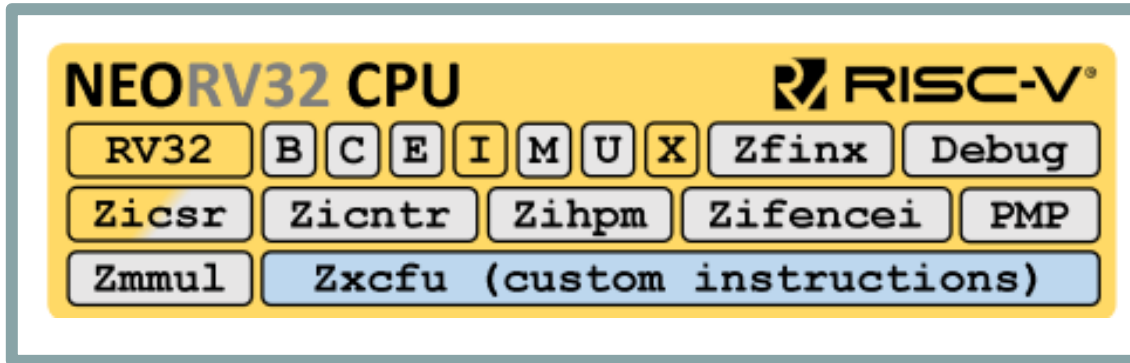 NEORV32 CPU RISC-V®
RV32 B C E I M U X Zfinx Debug
Zicsr Zicntr Zihpm Zifencei PMP
Zmmul Zxcfu (custom instructions)